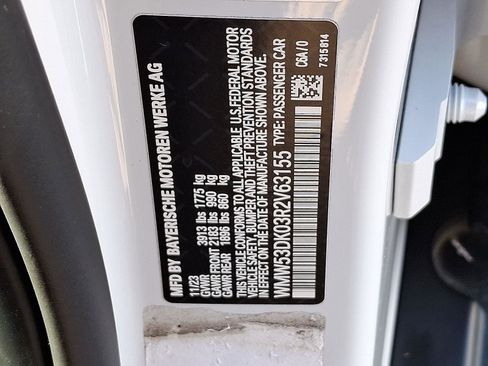 MFD BY BAYERISCHE MOTOREN WERKE AG
11/23
GVWR 3913 lbs 1775 kg
GAWR FRONT 2183 lbs 990 kg
GAWR REAR 1896 lbs 860 kg
THIS VEHICLE CONFORMS TO ALL APPLICABLE U.S. FEDERAL MOTOR
VEHICLE SAFETY, BUMPER, AND THEFT PREVENTION STANDARDS
IN EFFECT ON THE DATE OF MANUFACTURE SHOWN ABOVE.
WMW53DK03R2V63155 TYPE: PASSENGER CAR
C6A/0
7315814